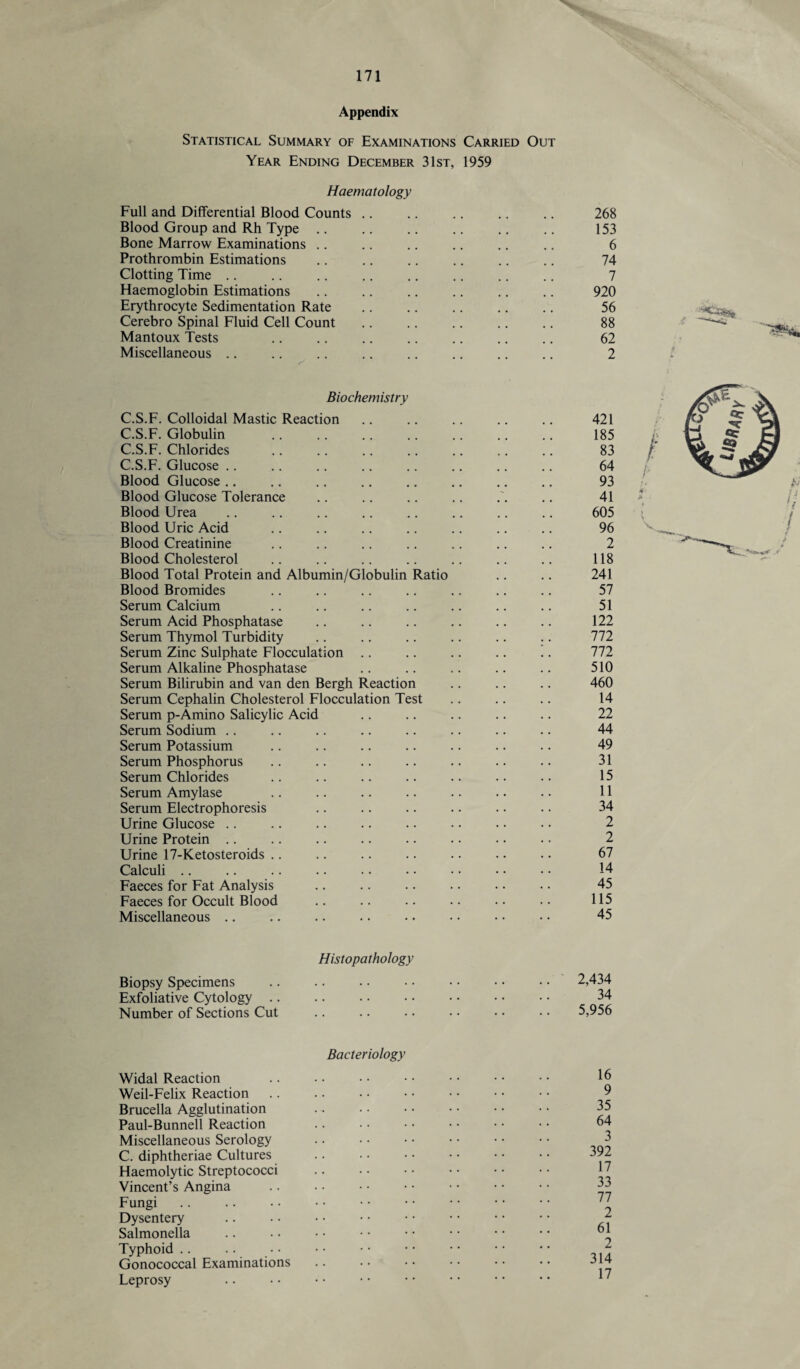 171
Appendix
Statistical Summary of Examinations Carried Out
Year Ending December 31st, 1959
Haematology
Full and Differential Blood Counts .. .. .. .. .. 268
Blood Group and Rh Type .. .. .. .. .. .. 153
Bone Marrow Examinations .. .. .. .. .. .. 6
Prothrombin Estimations .. .. .. .. .. .. 74
Clotting Time .. .. .. .. .. .. .. .. 7
Haemoglobin Estimations .. .. .. .. .. .. 920
Erythrocyte Sedimentation Rate .. .. .. .. .. 56
Cerebro Spinal Fluid Cell Count .. .. .. .. .. 88
Mantoux Tests .. .. .. .. .. .. .. 62
Miscellaneous .. .. .. .. .. .. .. .. 2
Biochemistry
C.S.F. Colloidal Mastic Reaction .. .. .. .. .. 421
C.S.F. Globulin .. .. .. .. .. .. .. 185
C.S.F. Chlorides .. .. .. .. .. .. .. 83
C.S.F. Glucose .. .. .. .. .. .. .. .. 64
Blood Glucose .. .. .. .. .. .. .. .. 93
Blood Glucose Tolerance .. .. .. .. .. .. 41
Blood Urea .. .. .. .. .. .. .. .. 605
Blood Uric Acid .. .. .. .. .. .. .. 96
Blood Creatinine .. .. .. .. .. .. .. 2
Blood Cholesterol .. .. .. .. .. .. .. 118
Blood Total Protein and Albumin/Globulin Ratio .. .. 241
Blood Bromides .. .. .. .. .. .. .. 57
Serum Calcium .. .. .. .. .. .. .. 51
Serum Acid Phosphatase .. .. .. .. .. .. 122
Serum Thymol Turbidity .. .. .. .. .. .. 772
Serum Zinc Sulphate Flocculation .. .. .. .. .. 772
Serum Alkaline Phosphatase .. .. .. .. .. 510
Serum Bilirubin and van den Bergh Reaction .. .. .. 460
Serum Cephalin Cholesterol Flocculation Test .. .. .. 14
Serum p-Amino Salicylic Acid .. .. .. .. .. 22
Serum Sodium .. .. .. .. .. .. .. .. 44
Serum Potassium .. .. .. .. .. .. .. 49
Serum Phosphorus .. .. .. .. .. .. .. 31
Serum Chlorides .. .. .. .. .. .. .. 15
Serum Amylase .. .. .. .. .. .. .. 11
Serum Electrophoresis .. .. .. .. .. .. 34
Urine Glucose .. .. .. .. .. .. .. .. 2
Urine Protein .. .. .. .. .. .. .. .. 2
Urine 17-Ketosteroids .. .. .. .. .. .. .. 67
Calculi .. .. .. .. .. .. .. .. .. 14
Faeces for Fat Analysis .. .. .. .. .. .. 45
Faeces for Occult Blood .. .. .. .. .. .. 115
Miscellaneous .. .. .. .. .. .. .. .. 45
Histopathology
Biopsy Specimens .. .. .. .. .. .. .. 2,434
Exfoliative Cytology .. .. .. .. .. .. .. 34
Number of Sections Cut .. .. .. .. .. .. 5,956
Bacteriology
Widal Reaction .. .. .. .. .. .. .. 16
Weil-Felix Reaction .. .. .. .. .. .. .. 9
Brucella Agglutination .. .. .. .. .. .. 35
Paul-Bunnell Reaction .. .. .. .. .. .. 64
Miscellaneous Serology .. .. .. .. .. .. 3
C. diphtheriae Cultures .. .. .. .. .. .. 392
Haemolytic Streptococci .. .. .. .. .. .. 17
Vincent's Angina .. .. .. .. .. .. .. 33
Fungi .. .. .. .. .. .. .. .. .. 77
Dysentery .. .. .. .. .. .. .. .. 2
Salmonella .. .. .. .. .. .. .. .. 61
Typhoid .. .. .. .. .. .. .. .. .. 2
Gonococcal Examinations .. .. .. .. .. .. 314
Leprosy .. .. .. .. .. .. .. .. 17
LIBRARY